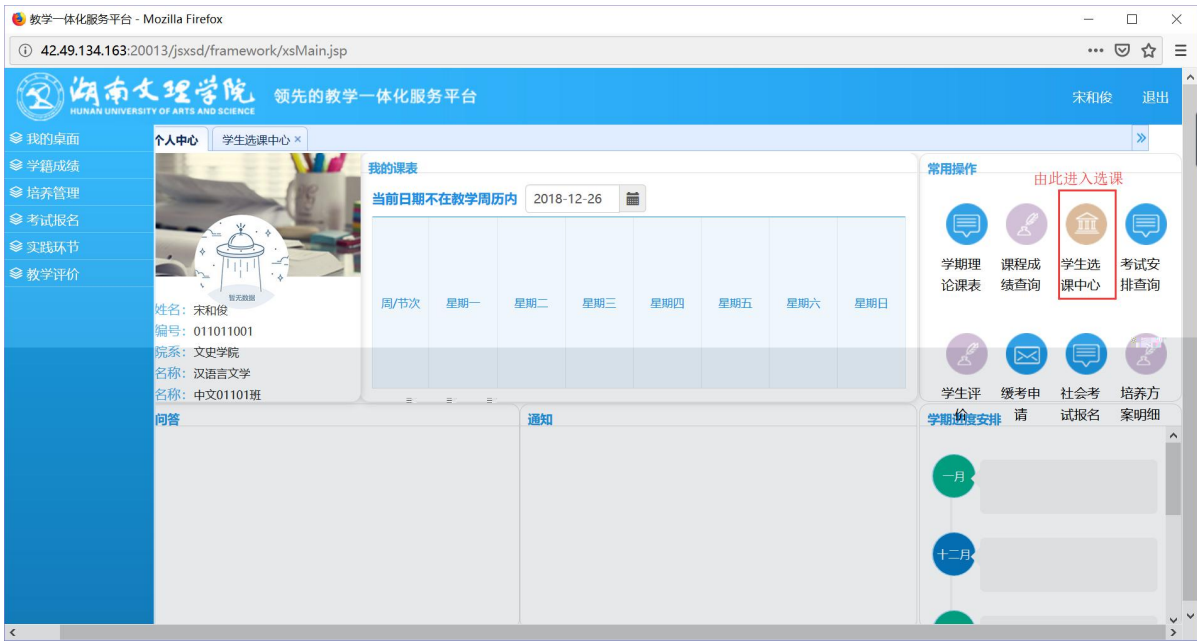 教学一体化服务平台 - Mozilla Firefox
42.49.134.163:20013/jsxsd/framework/xsMain.jsp
湖南文理学院
HUNAN UNIVERSITY OF ARTS AND SCIENCE
领先的教学一体化服务平台
宋和俊 退出
我的桌面
学籍成绩
培养管理
考试报名
实践环节
教学评价
个人中心 学生选课中心 ×
暂无数据
姓名：宋和俊
编号：011011001
院系：文史学院
名称：汉语言文学
名称：中文01101班
我的课表
当前日期不在教学周历内 2018-12-26
周/节次 星期一 星期二 星期三 星期四 星期五 星期六 星期日
一 二 三
常用操作
由此进入选课
学期理论课表
课程成绩查询
学生选课中心
考试安排查询
学生评价
缓考申请
社会考试报名
培养方案明细
问答
通知
学期进度安排
一月
十二月